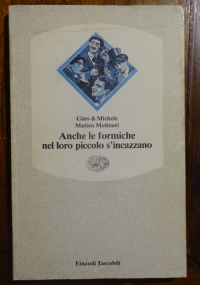 Gino & Michele
Matteo Molinari
Anche le formiche
nel loro piccolo s'incazzano
Einaudi Tascabili